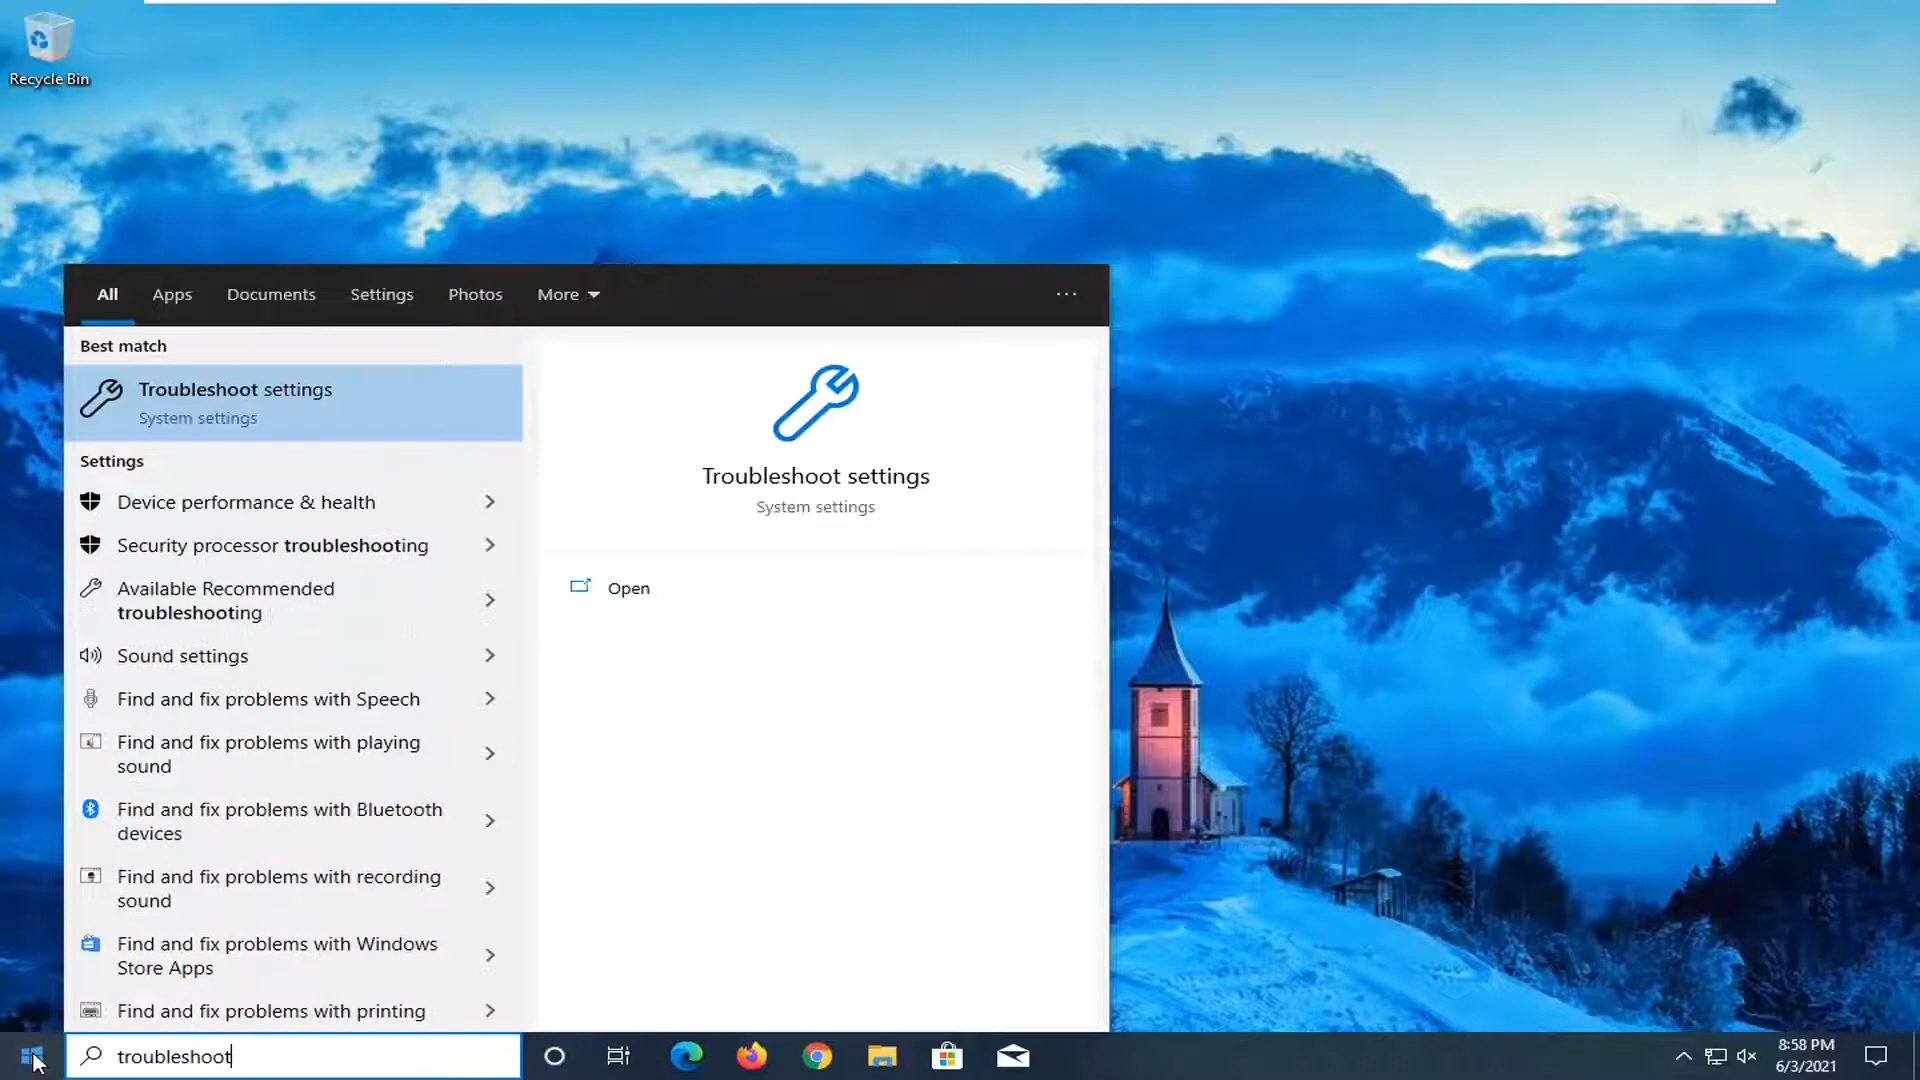 Recycle Bin
All Apps Documents Settings Photos More ...
Best match
Troubleshoot settings
System settings
Settings
Device performance & health
Security processor troubleshooting
Available Recommended
troubleshooting
Sound settings
Find and fix problems with Speech
Find and fix problems with playing
sound
Find and fix problems with Bluetooth
devices
Find and fix problems with recording
sound
Find and fix problems with Windows
Store Apps
Find and fix problems with printing
Troubleshoot settings
System settings
Open
troubleshoot
8:58 PM
6/3/2021